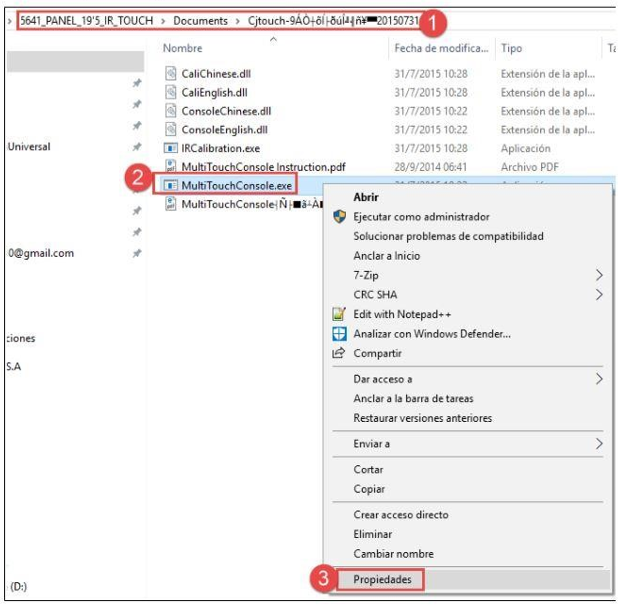 5641_PANEL_19'5_IR_TOUCH > Documents > 20150731
1
Nombre Fecha de modifica... Tipo
CaliChinese.dll 31/7/2015 10:28 Extensión de la apl...
CaliEnglish.dll 31/7/2015 10:28 Extensión de la apl...
ConsoleChinese.dll 31/7/2015 10:22 Extensión de la apl...
ConsoleEnglish.dll 31/7/2015 10:22 Extensión de la apl...
Universal
IRCalibration.exe 31/7/2015 10:28 Aplicación
MultiTouchConsole Instruction.pdf 28/9/2014 06:41 Archivo PDF
2
MultiTouchConsole.exe
Abrir
Ejecutar como administrador
Solucionar problemas de compatibilidad
0@gmail.com
Anclar a Inicio
7-Zip
CRC SHA
Edit with Notepad++
ciones
Analizar con Windows Defender...
Compartir
S.A
Dar acceso a
Anclar a la barra de tareas
Restaurar versiones anteriores
Enviar a
Cortar
Copiar
Crear acceso directo
Eliminar
Cambiar nombre
3
Propiedades
(D:)